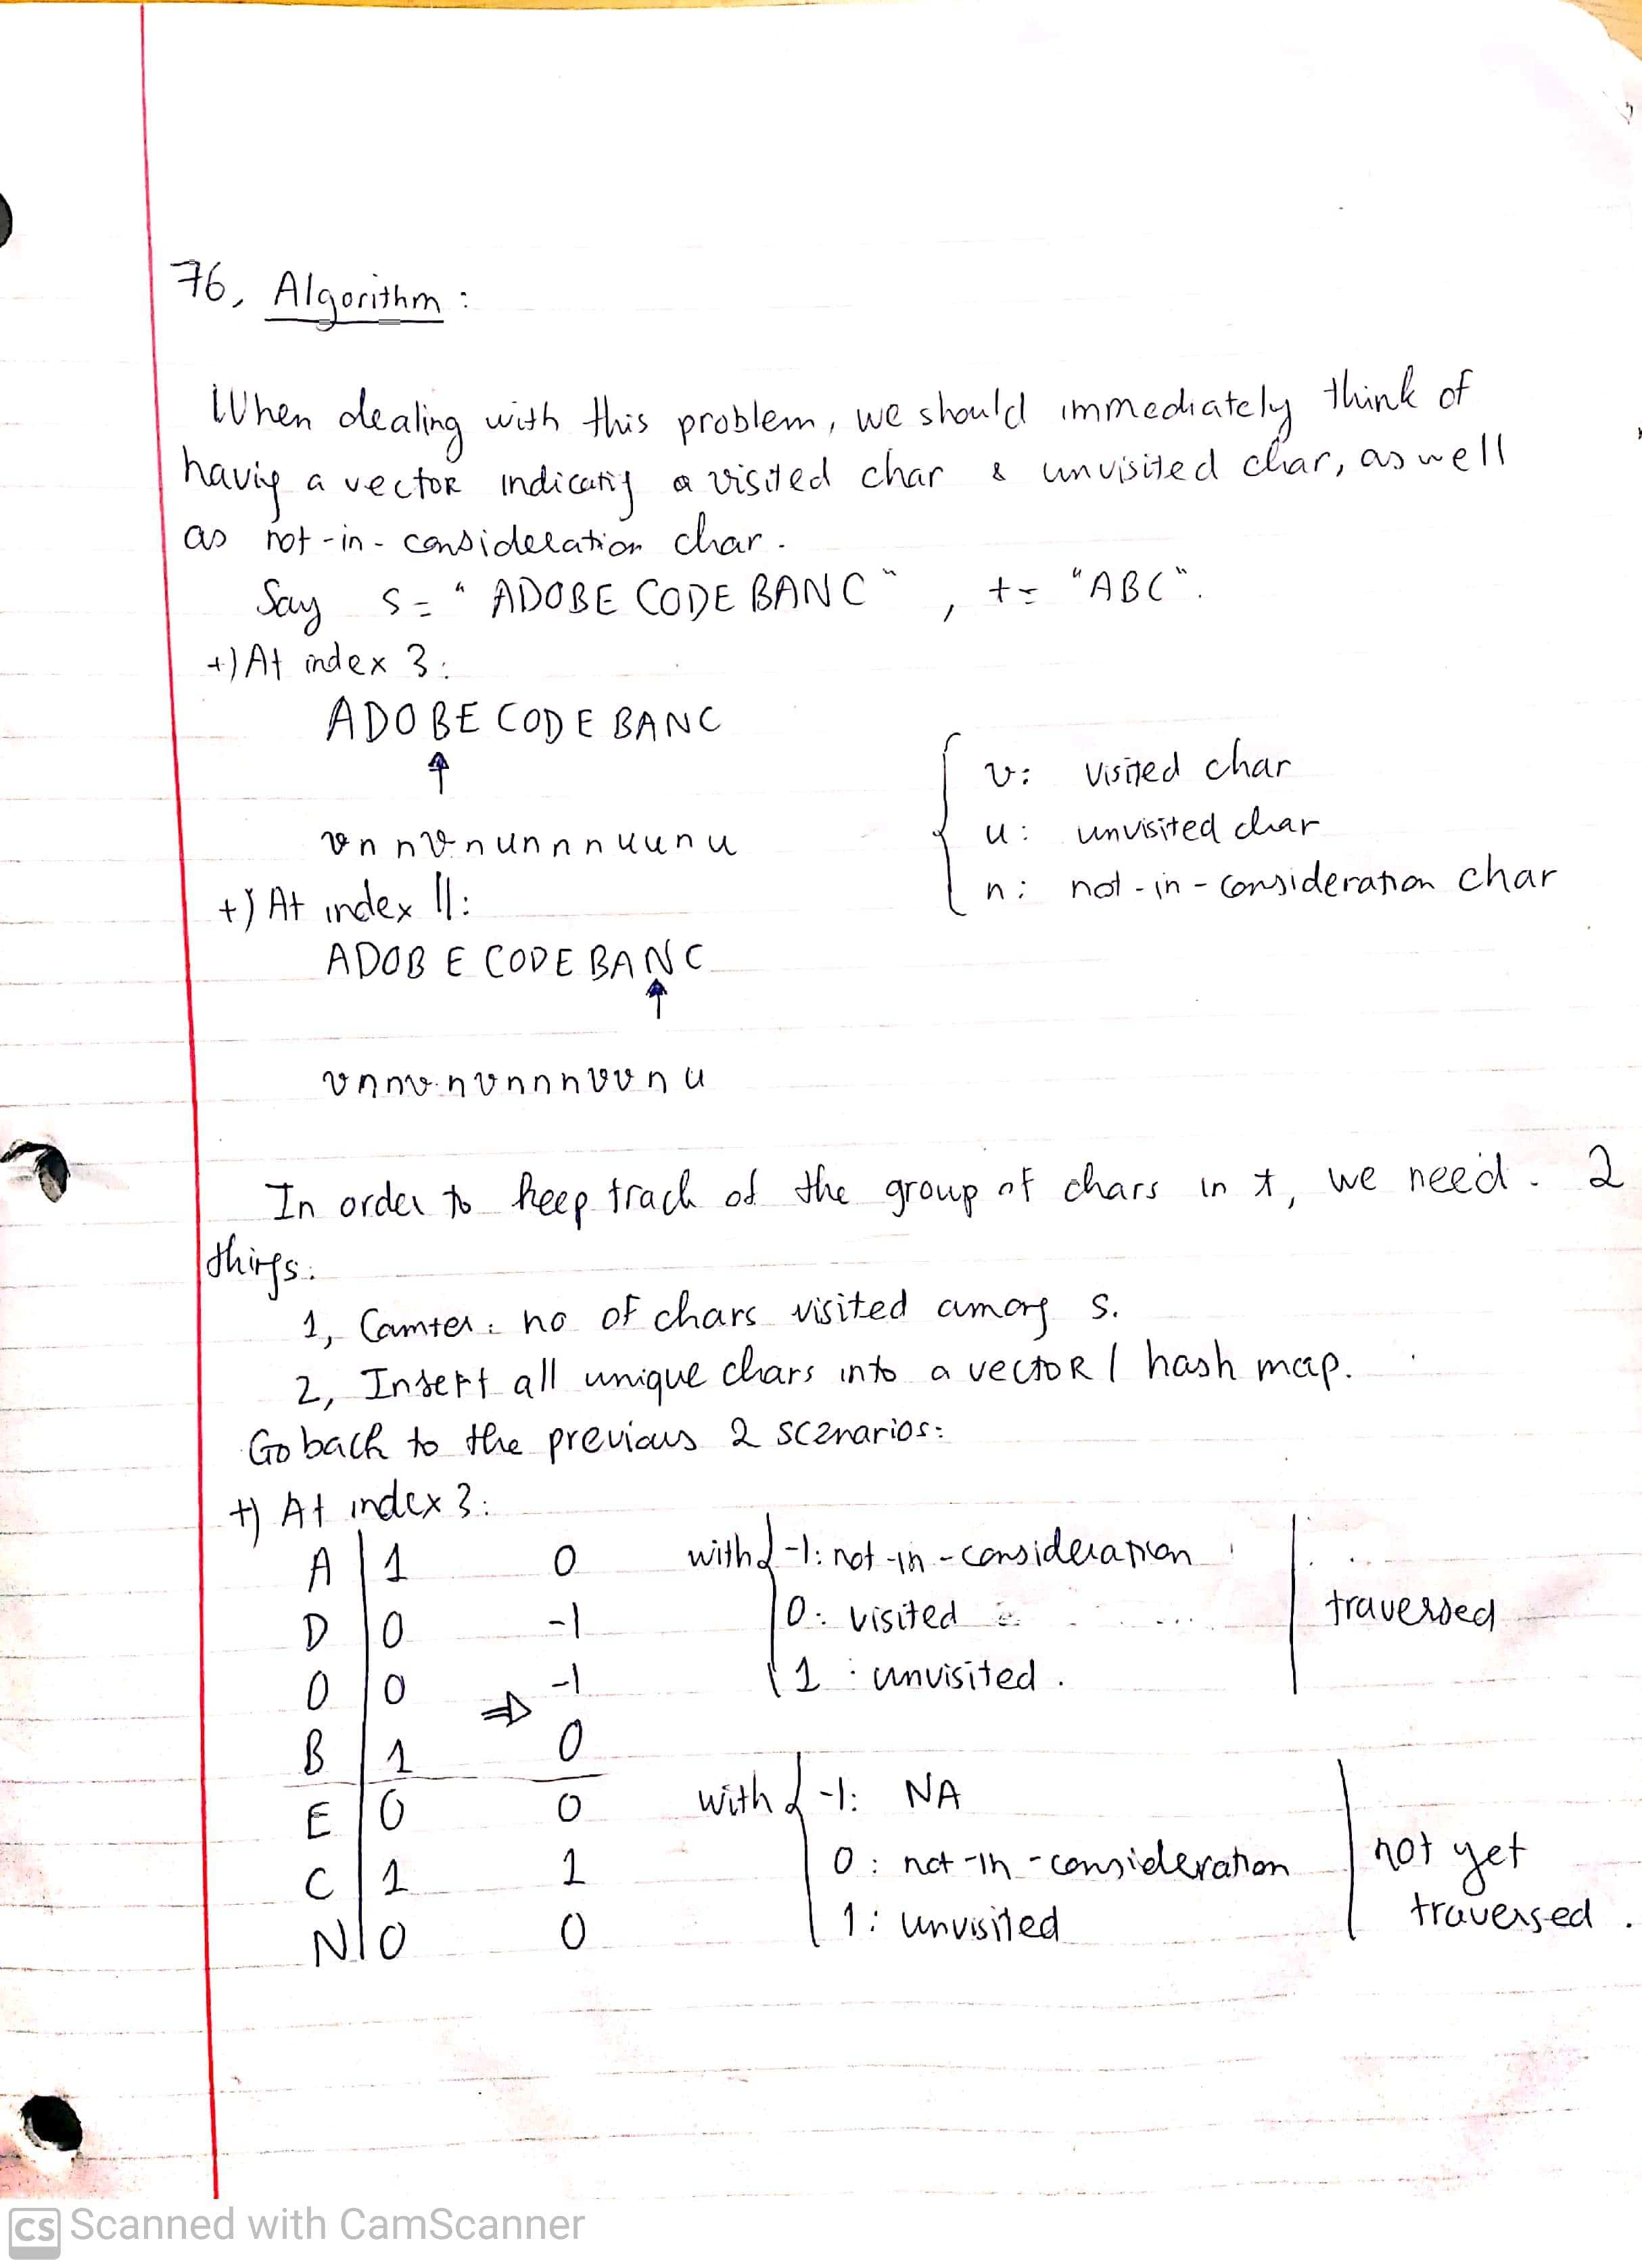 76, Algorithm :
When dealing with this problem, we should immediately think of
havig a vector indicatig a visited char & unvisited char, as well
as not-in-consideration char.
Say s = "ADOBE CODE BANC", t = "ABC".
+) At index 3:
ADOBE CODE BANC
v: visited char
u: unvisited char
vnnvnunnnuunu
n: not-in-consideration char
+) At index 11:
ADOBE CODE BANC
vnnvnvnnnvvnu
In order to keep track of the group of chars in t, we need 2
things:
1, Counter: no of chars visited among s.
2, Insert all unique chars into a vector / hash map.
Go back to the previous 2 scenarios:
+) At index 3:
A | 1 0 with { -1: not-in-consideration
D | 0 -1 0: visited | traversed
O | 0 ⇒ -1 1: unvisited.
B | 1 0
E | 0 0 with { -1: NA
C | 1 1 0: not-in-consideration | not yet
N | 0 0 1: unvisited traversed.
CS Scanned with CamScanner